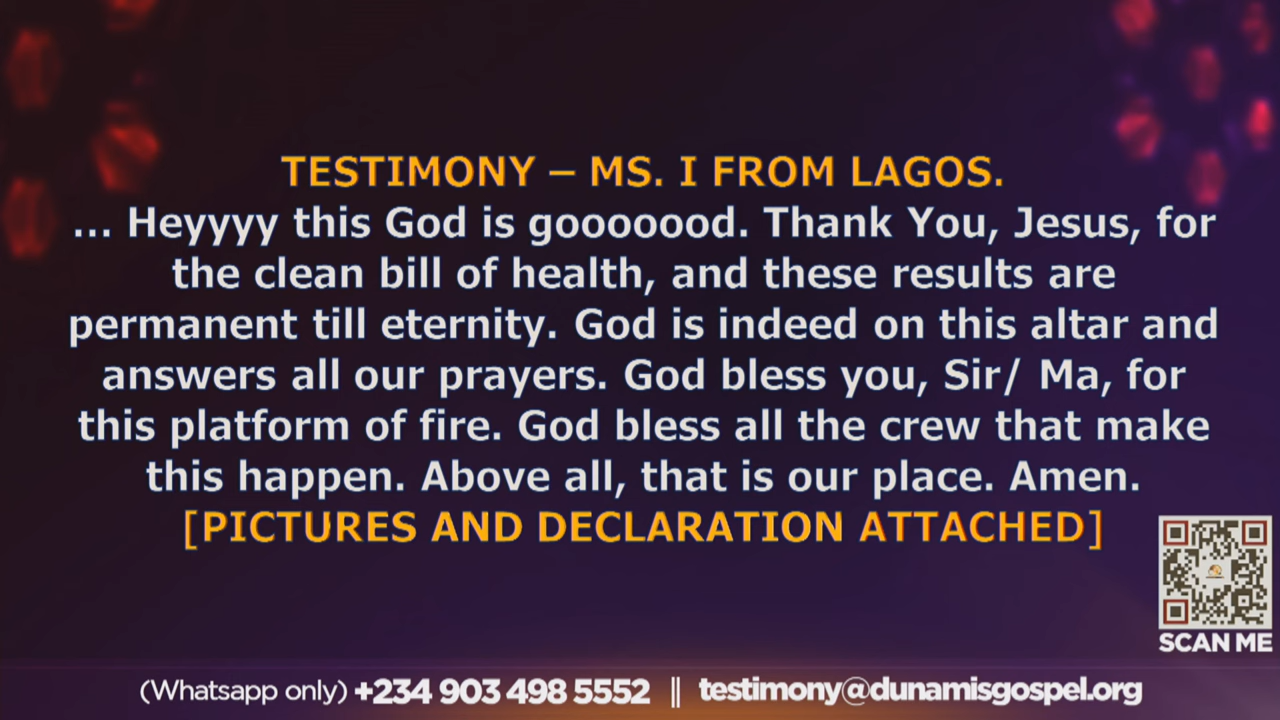 TESTIMONY – MS. I FROM LAGOS.
... Heyyyy this God is gooooood. Thank You, Jesus, for
the clean bill of health, and these results are
permanent till eternity. God is indeed on this altar and
answers all our prayers. God bless you, Sir/ Ma, for
this platform of fire. God bless all the crew that make
this happen. Above all, that is our place. Amen.
[PICTURES AND DECLARATION ATTACHED]
SCAN ME
(Whatsapp only) +234 903 498 5552 || testimony@dunamisgospel.org